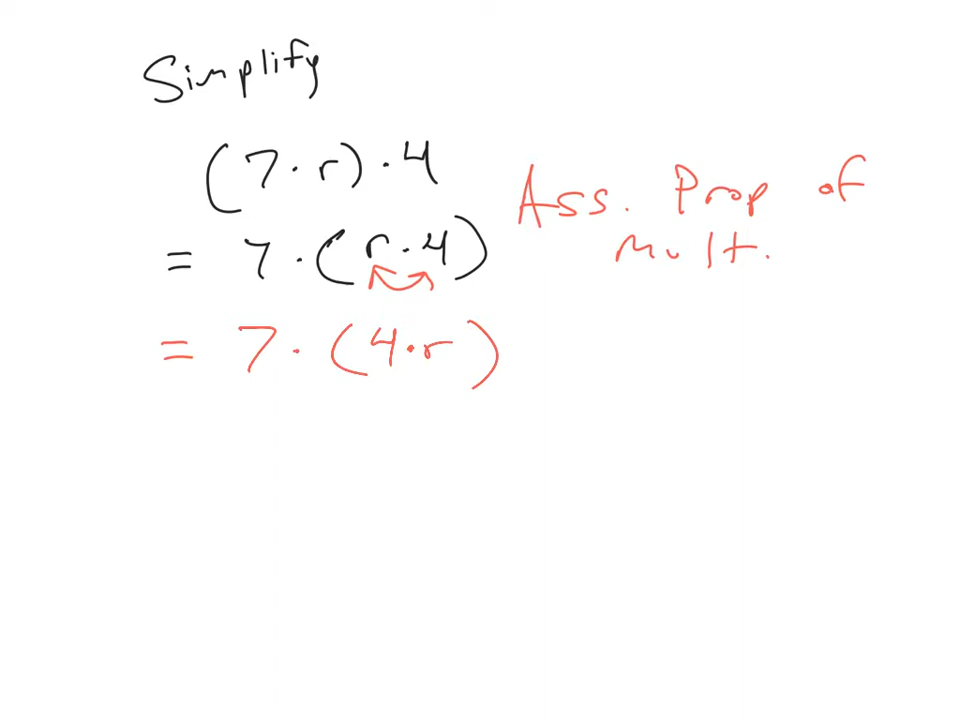 Simplify
(7 · r) · 4
Ass. Prop of
= 7 · (r · 4)
mult.
= 7 · (4 · r)